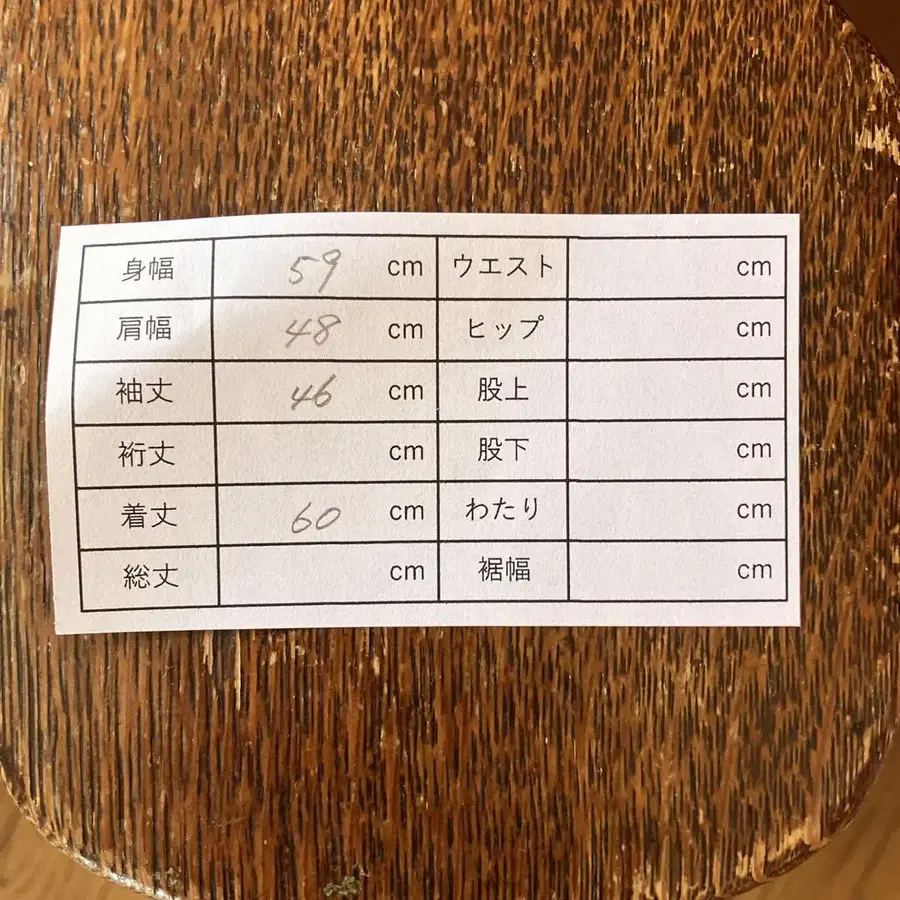 身幅 59 cm ウエスト cm
肩幅 48 cm ヒップ cm
袖丈 46 cm 股上 cm
裄丈 cm 股下 cm
着丈 60 cm わたり cm
総丈 cm 裾幅 cm